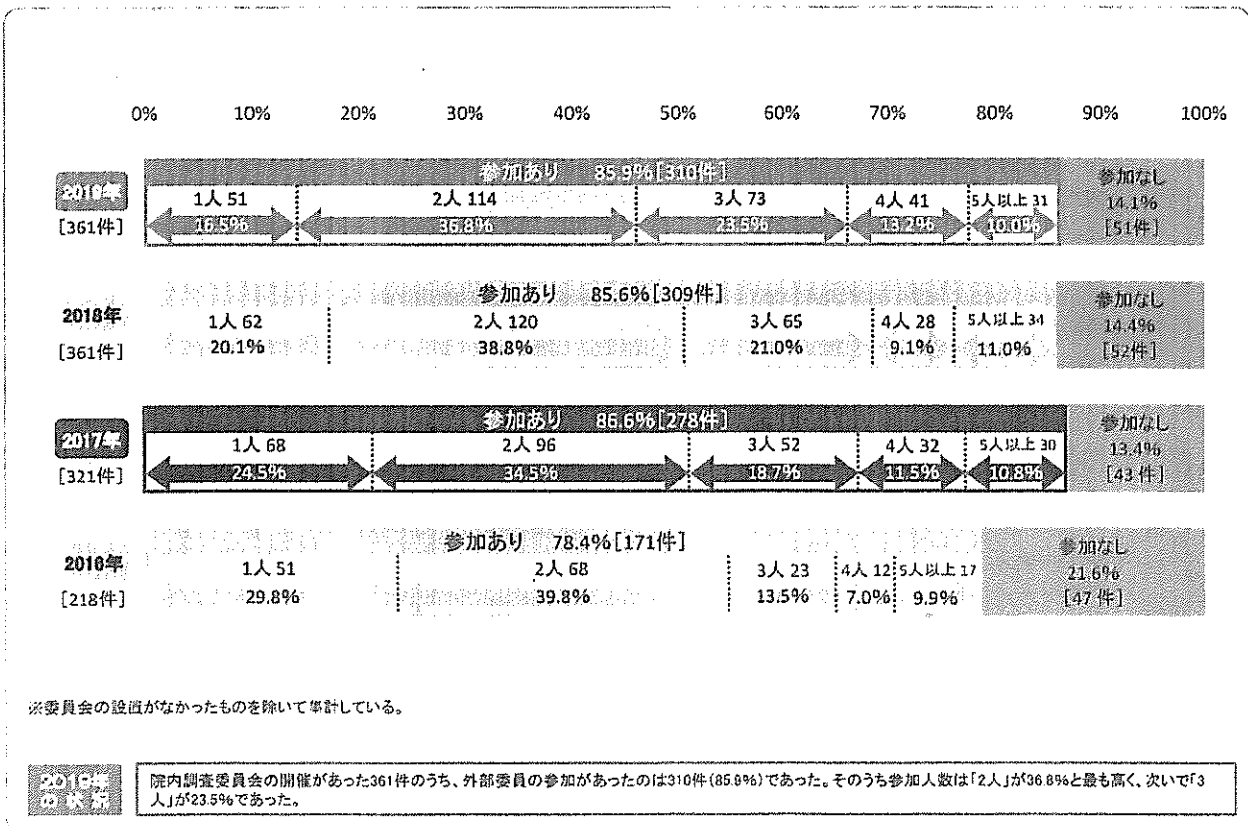 0% 10% 20% 30% 40% 50% 60% 70% 80% 90% 100%
参加あり 85.9%[310件]
参加なし
14.1%
[51件]
2019年
[361件]
1人 51 2人 114 3人 73 4人 41 5人以上 31
16.5% 36.8% 23.5% 13.2% 10.0%
参加あり 85.6%[309件]
参加なし
14.4%
[52件]
2018年
[361件]
1人 62 2人 120 3人 65 4人 28 5人以上 34
20.1% 38.8% 21.0% 9.1% 11.0%
参加あり 86.6%[278件]
参加なし
13.4%
[43件]
2017年
[321件]
1人 68 2人 96 3人 52 4人 32 5人以上 30
24.5% 34.5% 18.7% 11.5% 10.8%
参加あり 78.4%[171件]
参加なし
21.6%
[47件]
2016年
[218件]
1人 51 2人 68 3人 23 4人 12 5人以上 17
29.8% 39.8% 13.5% 7.0% 9.9%
※委員会の設置がなかったものを除いて集計している。
2019年
の状況
院内調査委員会の開催があった361件のうち、外部委員の参加があったのは310件(85.9%)であった。そのうち参加人数は「2人」が36.8%と最も高く、次いで「3
人」が23.5%であった。